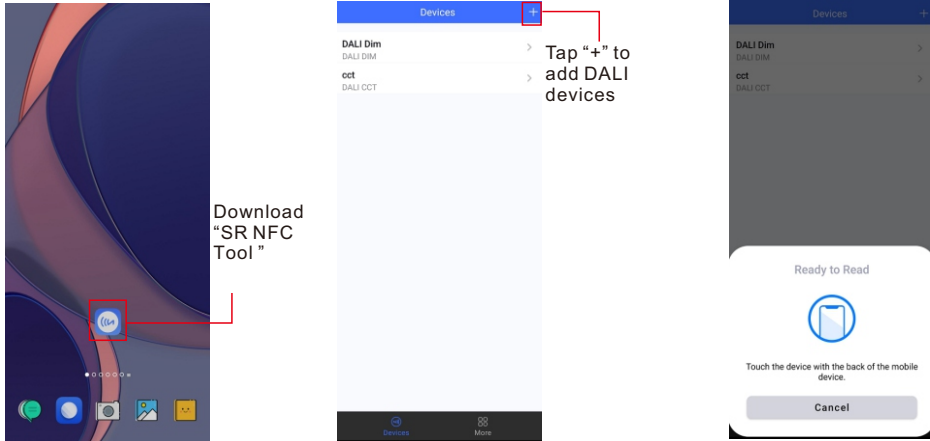 Download
“SR NFC
Tool ”
Devices
+
DALI Dim
DALI DIM
cct
DALI CCT
Tap “+” to
add DALI
devices
Devices
More
Devices
+
DALI Dim
DALI DIM
cct
DALI CCT
Ready to Read
Touch the device with the back of the mobile
device.
Cancel